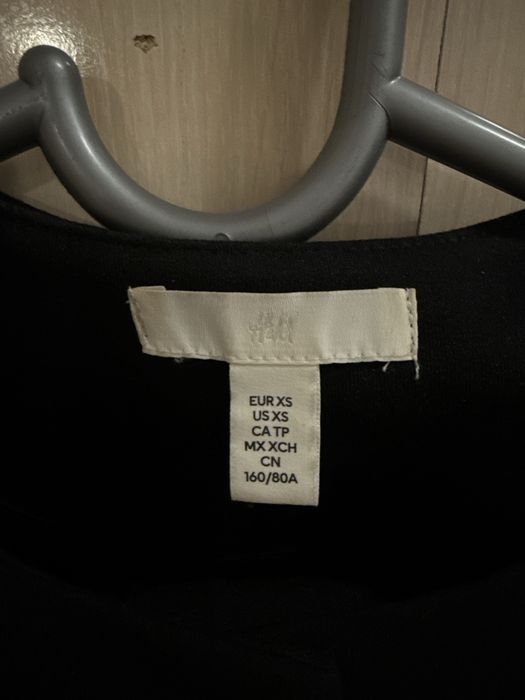 H&M
EUR XS
US XS
CA TP
MX XCH
CN
160/80A